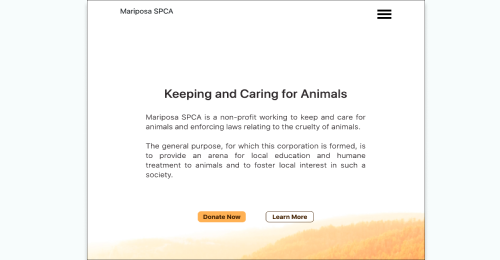 Mariposa SPCA
Keeping and Caring for Animals
Mariposa SPCA is a non-profit working to keep and care for
animals and enforcing laws relating to the cruelty of animals.
The general purpose, for which this corporation is formed, is
to provide an arena for local education and humane
treatment to animals and to foster local interest in such a
society.
Donate Now
Learn More